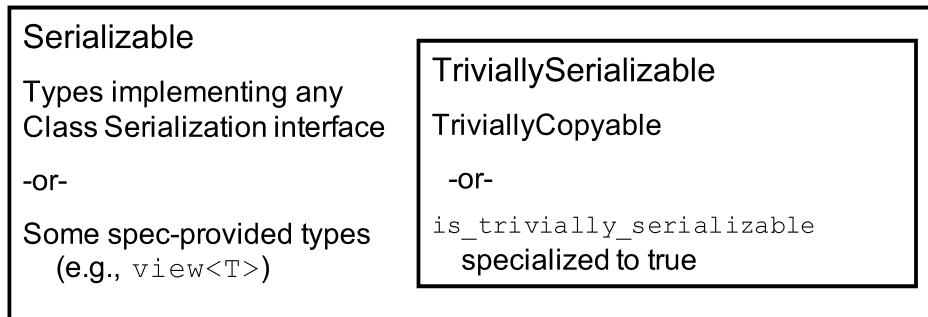 Serializable
Types implementing any
Class Serialization interface
-or-
Some spec-provided types
(e.g., view<T>)
TriviallySerializable
TriviallyCopyable
-or-
is_trivially_serializable
specialized to true